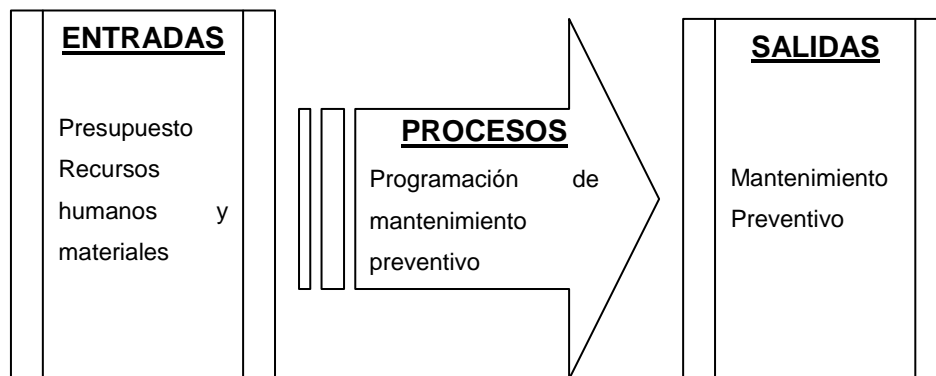 ENTRADAS
Presupuesto
Recursos
humanos y
materiales
PROCESOS
Programación de
mantenimiento
preventivo
SALIDAS
Mantenimiento
Preventivo